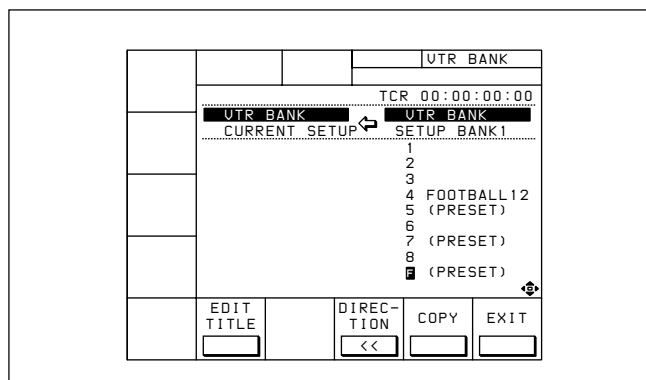 VTR BANK
TCR 00:00:00:00
VTR BANK VTR BANK
CURRENT SETUP SETUP BANK1
1
2
3
4 FOOTBALL12
5 (PRESET)
6
7 (PRESET)
8
F (PRESET)
EDIT TITLE
DIREC-
TION
<<
COPY
EXIT